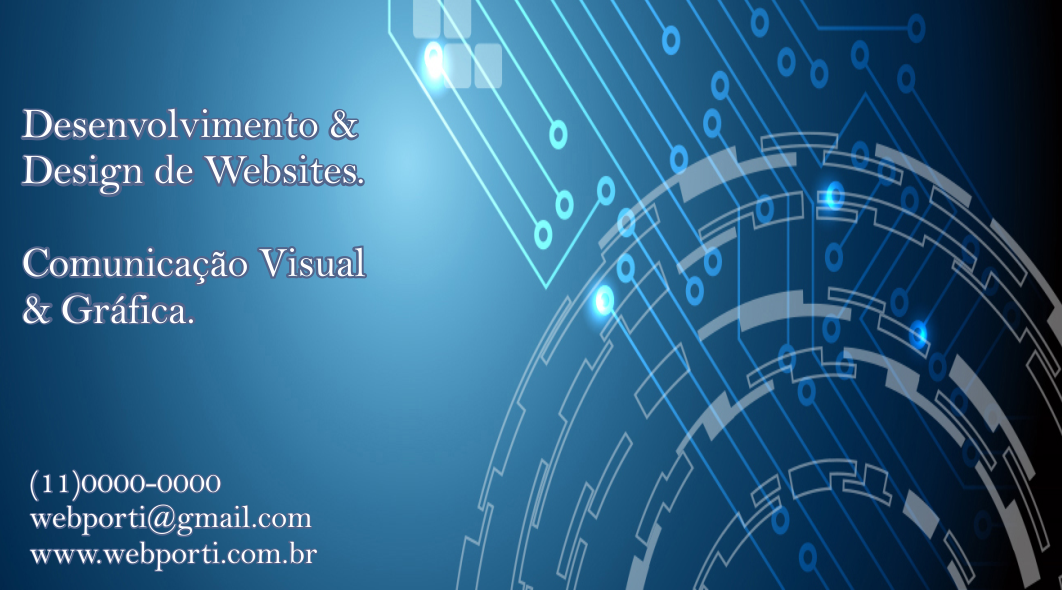 Desenvolvimento &
Design de Websites.
Comunicação Visual
& Gráfica.
(11)0000-0000
webporti@gmail.com
www.webporti.com.br